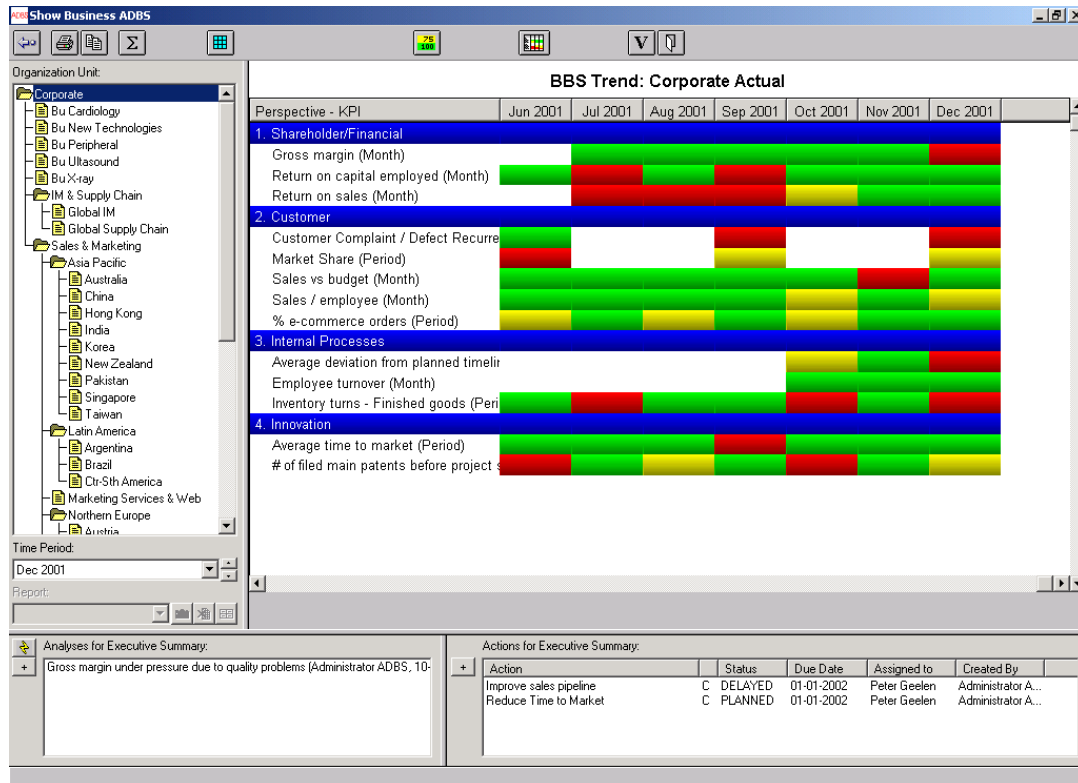 ADBS Show Business ADBS
Σ
75
100
V
Organization Unit:
Corporate
Bu Cardiology
Bu New Technologies
Bu Peripheral
Bu Ultasound
Bu X-ray
IM & Supply Chain
Global IM
Global Supply Chain
Sales & Marketing
Asia Pacific
Australia
China
Hong Kong
India
Korea
New Zealand
Pakistan
Singapore
Taiwan
Latin America
Argentina
Brazil
Ctr-Sth America
Marketing Services & Web
Northern Europe
Austria
Time Period:
Dec 2001
Report:
BBS Trend: Corporate Actual
Perspective - KPI Jun 2001 Jul 2001 Aug 2001 Sep 2001 Oct 2001 Nov 2001 Dec 2001
1. Shareholder/Financial
Gross margin (Month)
Return on capital employed (Month)
Return on sales (Month)
2. Customer
Customer Complaint / Defect Recurre
Market Share (Period)
Sales vs budget (Month)
Sales / employee (Month)
% e-commerce orders (Period)
3. Internal Processes
Average deviation from planned timelin
Employee turnover (Month)
Inventory turns - Finished goods (Peri
4. Innovation
Average time to market (Period)
# of filed main patents before project s
Analyses for Executive Summary:
+
Gross margin under pressure due to quality problems (Administrator ADBS, 10-
Actions for Executive Summary:
+
Action Status Due Date Assigned to Created By
Improve sales pipeline C DELAYED 01-01-2002 Peter Geelen Administrator A...
Reduce Time to Market C PLANNED 01-01-2002 Peter Geelen Administrator A...